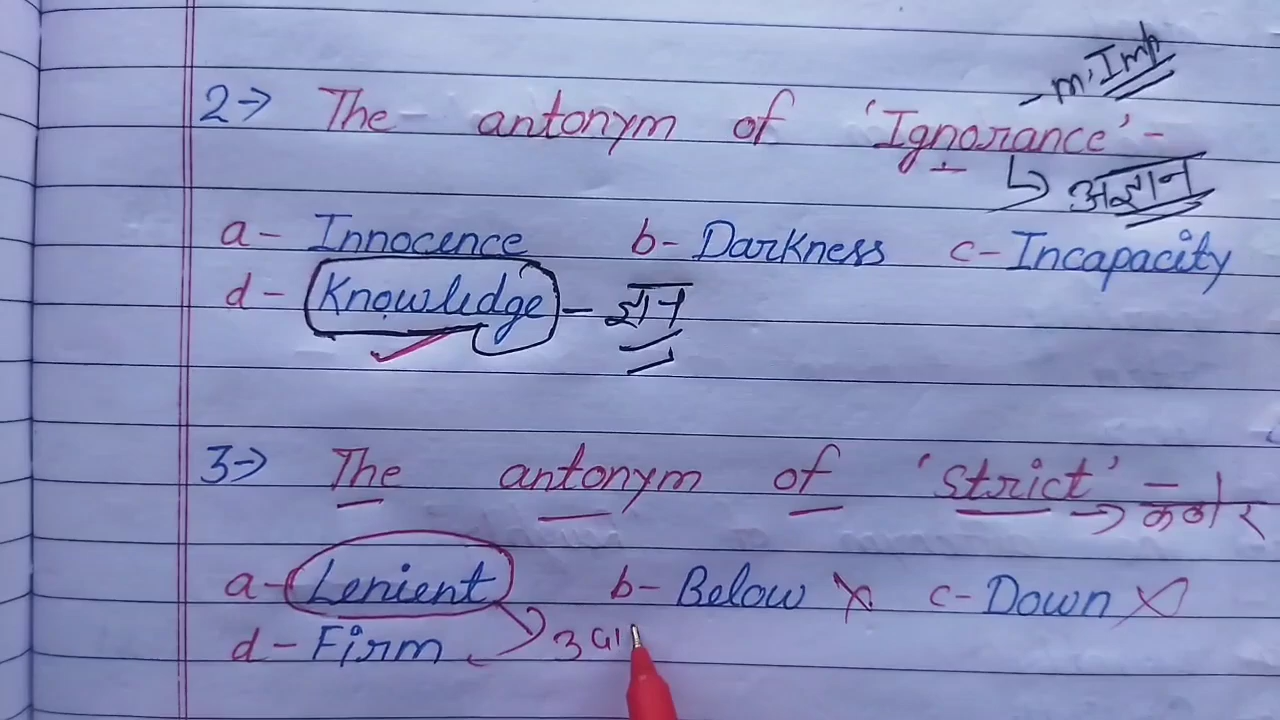 - m. Imp
2→ The antonym of 'Ignorance' -
↳ अज्ञान
a - Innocence b - Darkness c - Incapacity
d - Knowledge - ज्ञान
3→ The antonym of 'Strict' -
→ कठोर
a - Lenient b - Below c - Down
d - Firm